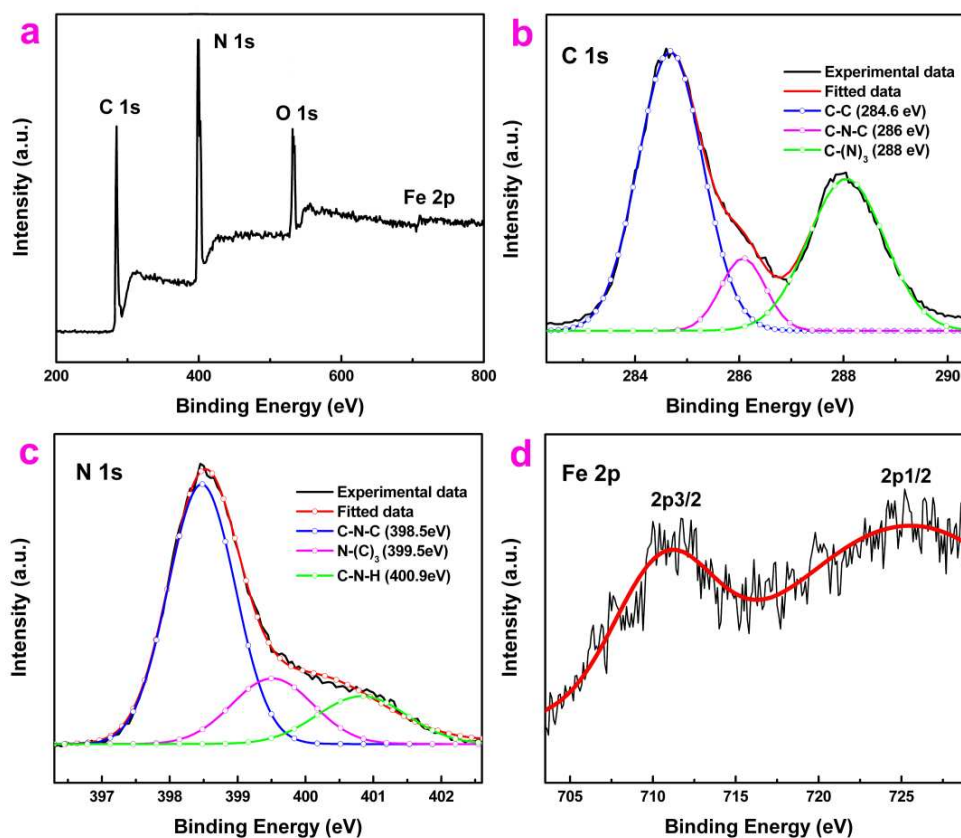 a
N 1s
C 1s
O 1s
Fe 2p
Intensity (a.u.)
200 300 400 500 600 700 800
Binding Energy (eV)
b
C 1s
Experimental data
Fitted data
C-C (284.6 eV)
C-N-C (286 eV)
C-(N)3 (288 eV)
Intensity (a.u.)
284 286 288 290
Binding Energy (eV)
c
N 1s
Experimental data
Fitted data
C-N-C (398.5eV)
N-(C)3 (399.5eV)
C-N-H (400.9eV)
Intensity (a.u.)
397 398 399 400 401 402
Binding Energy (eV)
d
Fe 2p
2p3/2
2p1/2
Intensity (a.u.)
705 710 715 720 725
Binding Energy (eV)